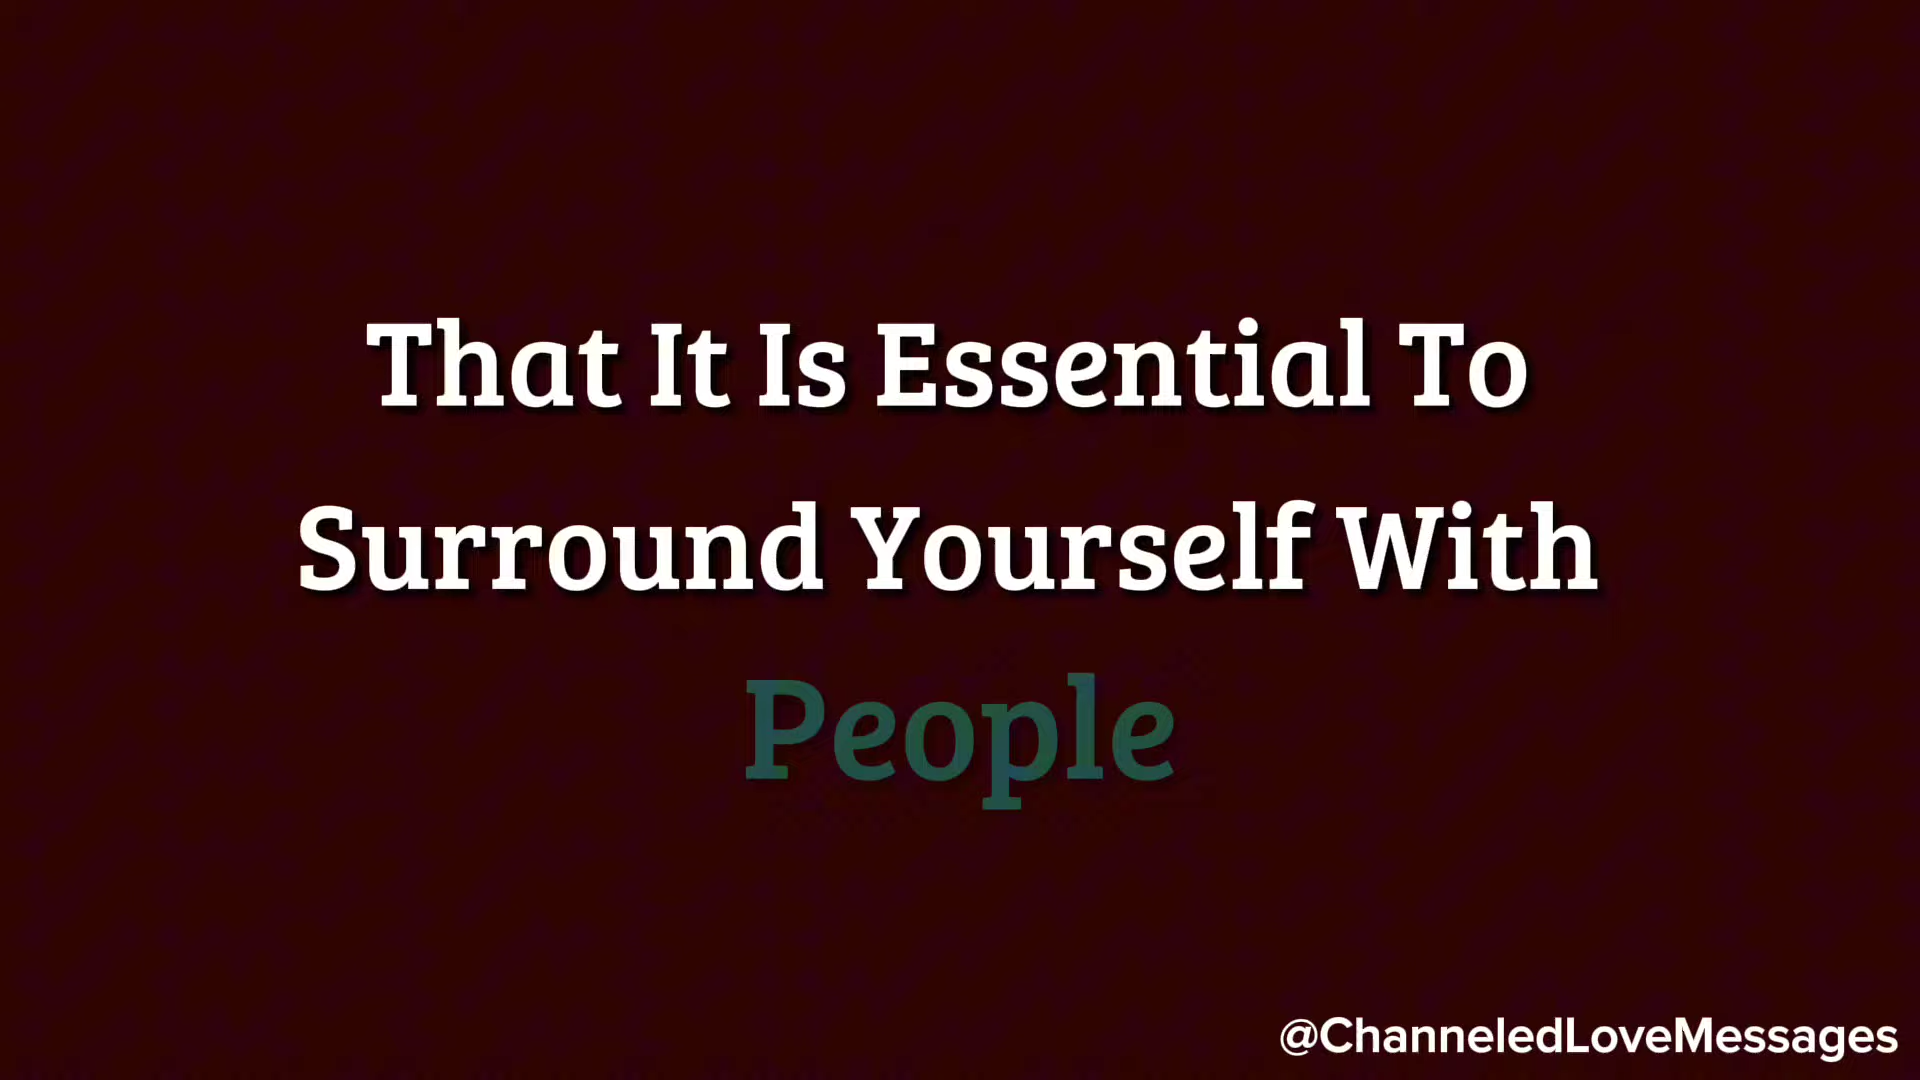 That It Is Essential To
Surround Yourself With
People
@ChanneledLoveMessages